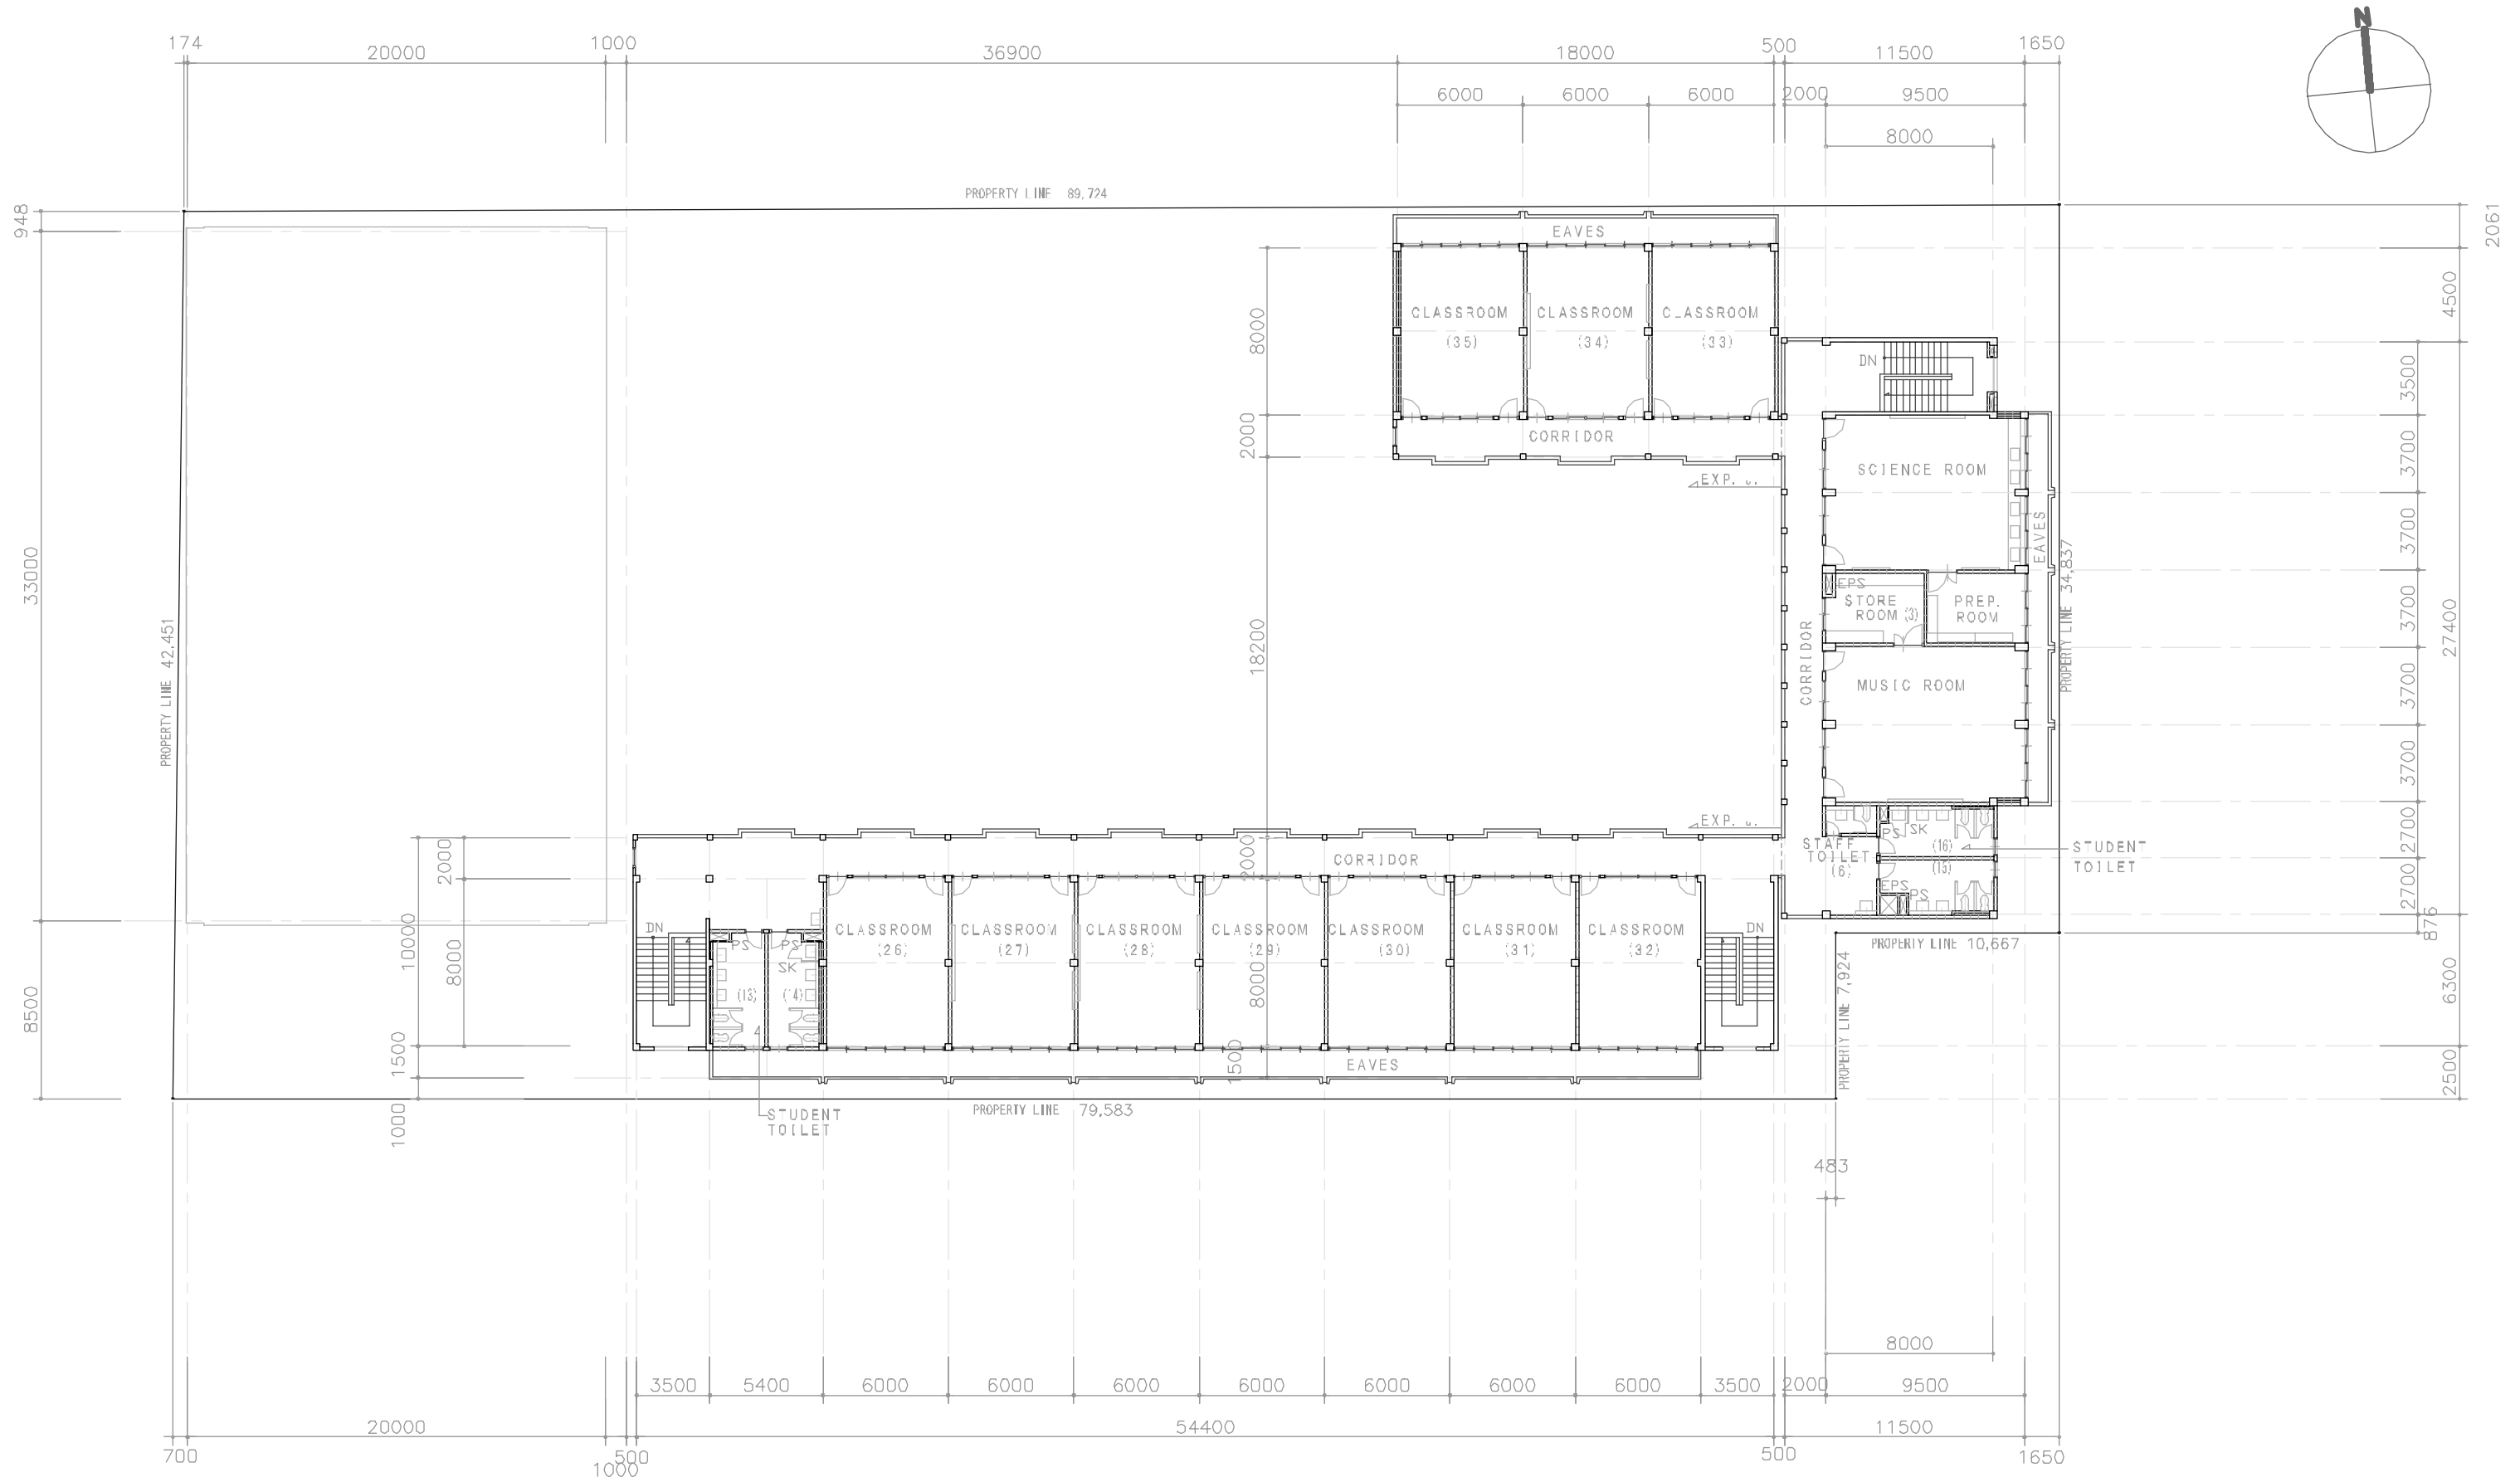 N
174
20000
1000
36900
18000
500
11500
1650
6000
6000
6000
2000
9500
8000
PROPERTY LINE 89,724
948
2061
EAVES
4500
CLASSROOM
(35)
CLASSROOM
(34)
CLASSROOM
(33)
8000
DN
3500
2000
CORRIDOR
3700
SCIENCE ROOM
EXP.
33000
3700
EAVES
PROPERTY LINE 34,837
EPS
STORE
ROOM (3)
PREP.
ROOM
3700
27400
PROPERTY LINE 42,451
18200
CORRIDOR
MUSIC ROOM
3700
3700
EXP.
PS
SK
STAFF
TOILET
(6)
(16)
(15)
STUDENT
TOILET
2700
2000
CORRIDOR
2000
EPS
PS
2700
876
10000
8000
DN
PS
PS
SK
(13)
(14)
CLASSROOM
(26)
CLASSROOM
(27)
CLASSROOM
(28)
CLASSROOM
(29)
CLASSROOM
(30)
CLASSROOM
(31)
CLASSROOM
(32)
DN
8000
PROPERTY LINE 10,667
PROPERTY LINE 7,924
6300
8500
1500
1500
EAVES
2500
1000
STUDENT
TOILET
PROPERTY LINE 79,583
483
8000
3500
5400
6000
6000
6000
6000
6000
6000
6000
3500
2000
9500
20000
54400
11500
700
500
1000
500
1650